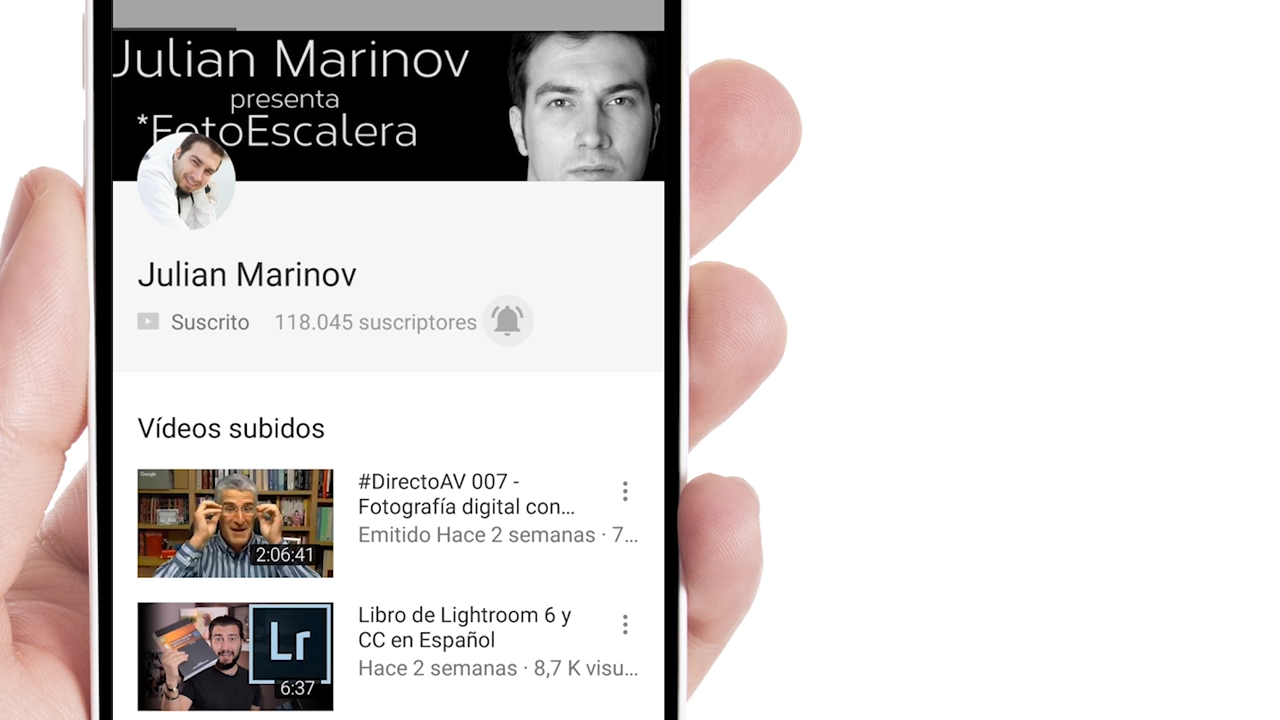 Julian Marinov
presenta
*FotoEscalera
Julian Marinov
Suscrito 118.045 suscriptores
Vídeos subidos
Google
#DirectoAV 007 -
Fotografía digital con...
Emitido Hace 2 semanas · 7...
2:06:41
Libro de Lightroom 6 y
CC en Español
Hace 2 semanas · 8,7 K visu...
Lr
6:37